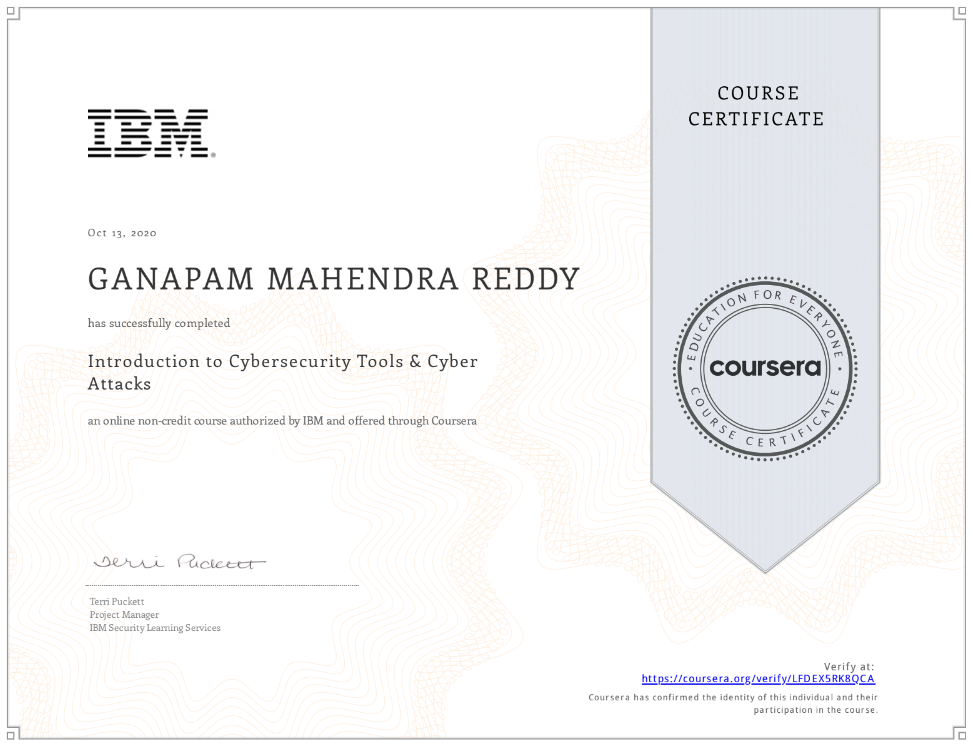 COURSE
CERTIFICATE
IBM®
Oct 13, 2020
GANAPAM MAHENDRA REDDY
has successfully completed
Introduction to Cybersecurity Tools & Cyber
Attacks
an online non-credit course authorized by IBM and offered through Coursera
EDUCATION FOR EVERYONE
coursera
COURSE CERTIFICATE
Terri Puckett
Terri Puckett
Project Manager
IBM Security Learning Services
Verify at:
https://coursera.org/verify/LFDEX5RK8QCA
Coursera has confirmed the identity of this individual and their
participation in the course.